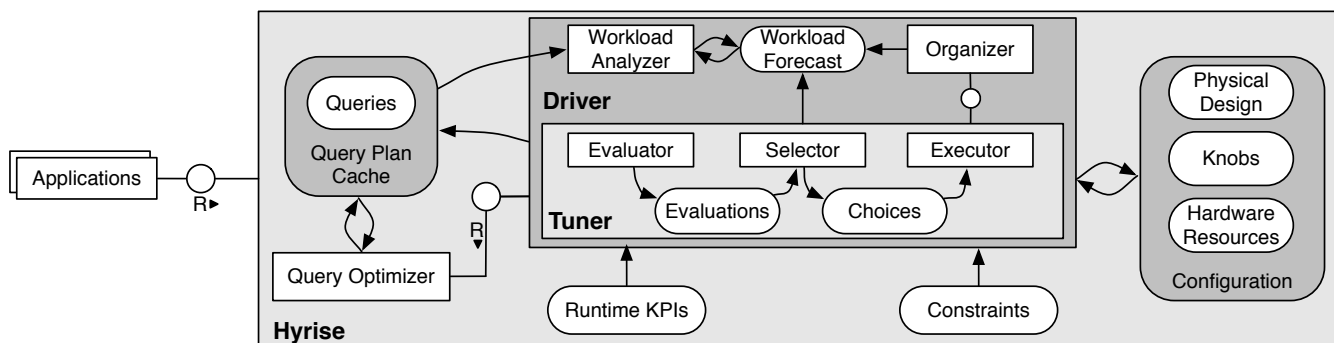 Applications
R
Queries
Query Plan
Cache
Query Optimizer
R
Hyrise
Workload
Analyzer
Workload
Forecast
Organizer
Driver
Evaluator
Selector
Executor
Evaluations
Choices
Tuner
Runtime KPIs
Constraints
Physical
Design
Knobs
Hardware
Resources
Configuration